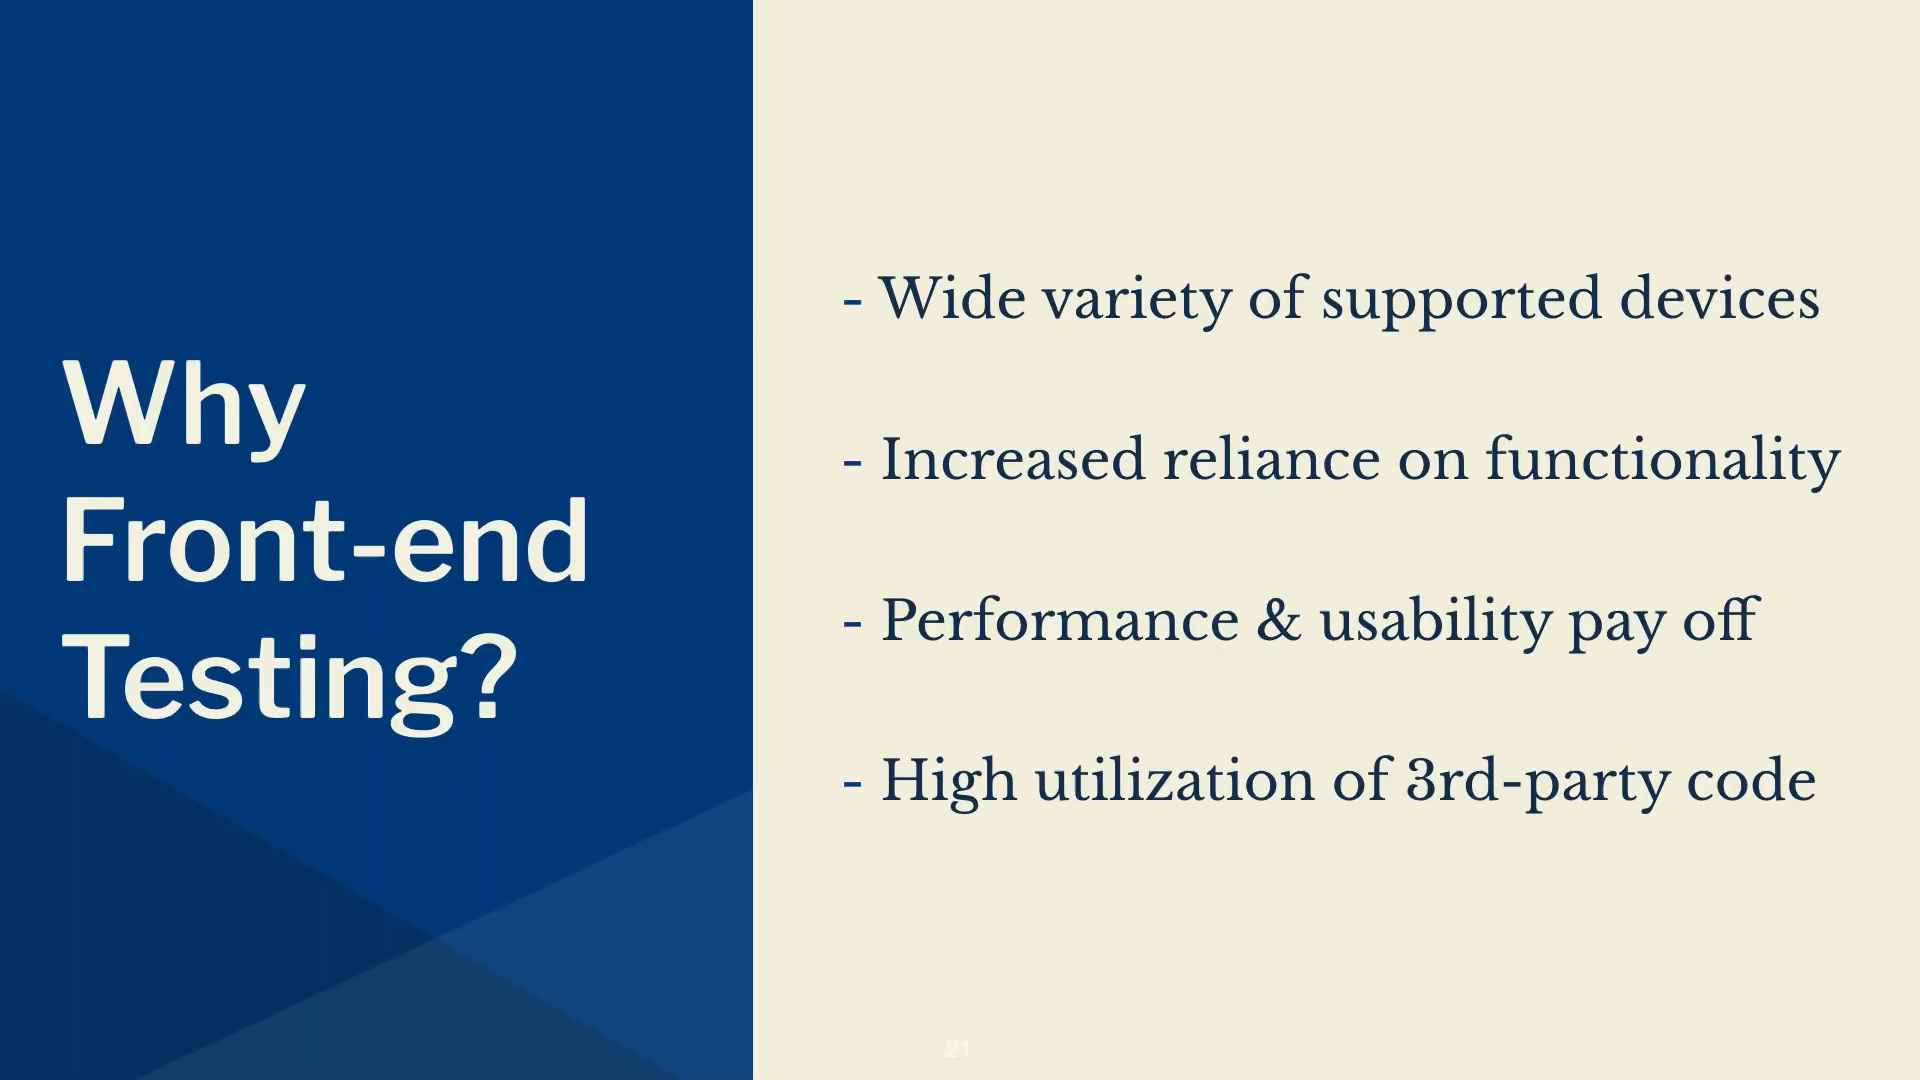 Why
Front-end
Testing?
- Wide variety of supported devices
- Increased reliance on functionality
- Performance & usability pay off
- High utilization of 3rd-party code
21